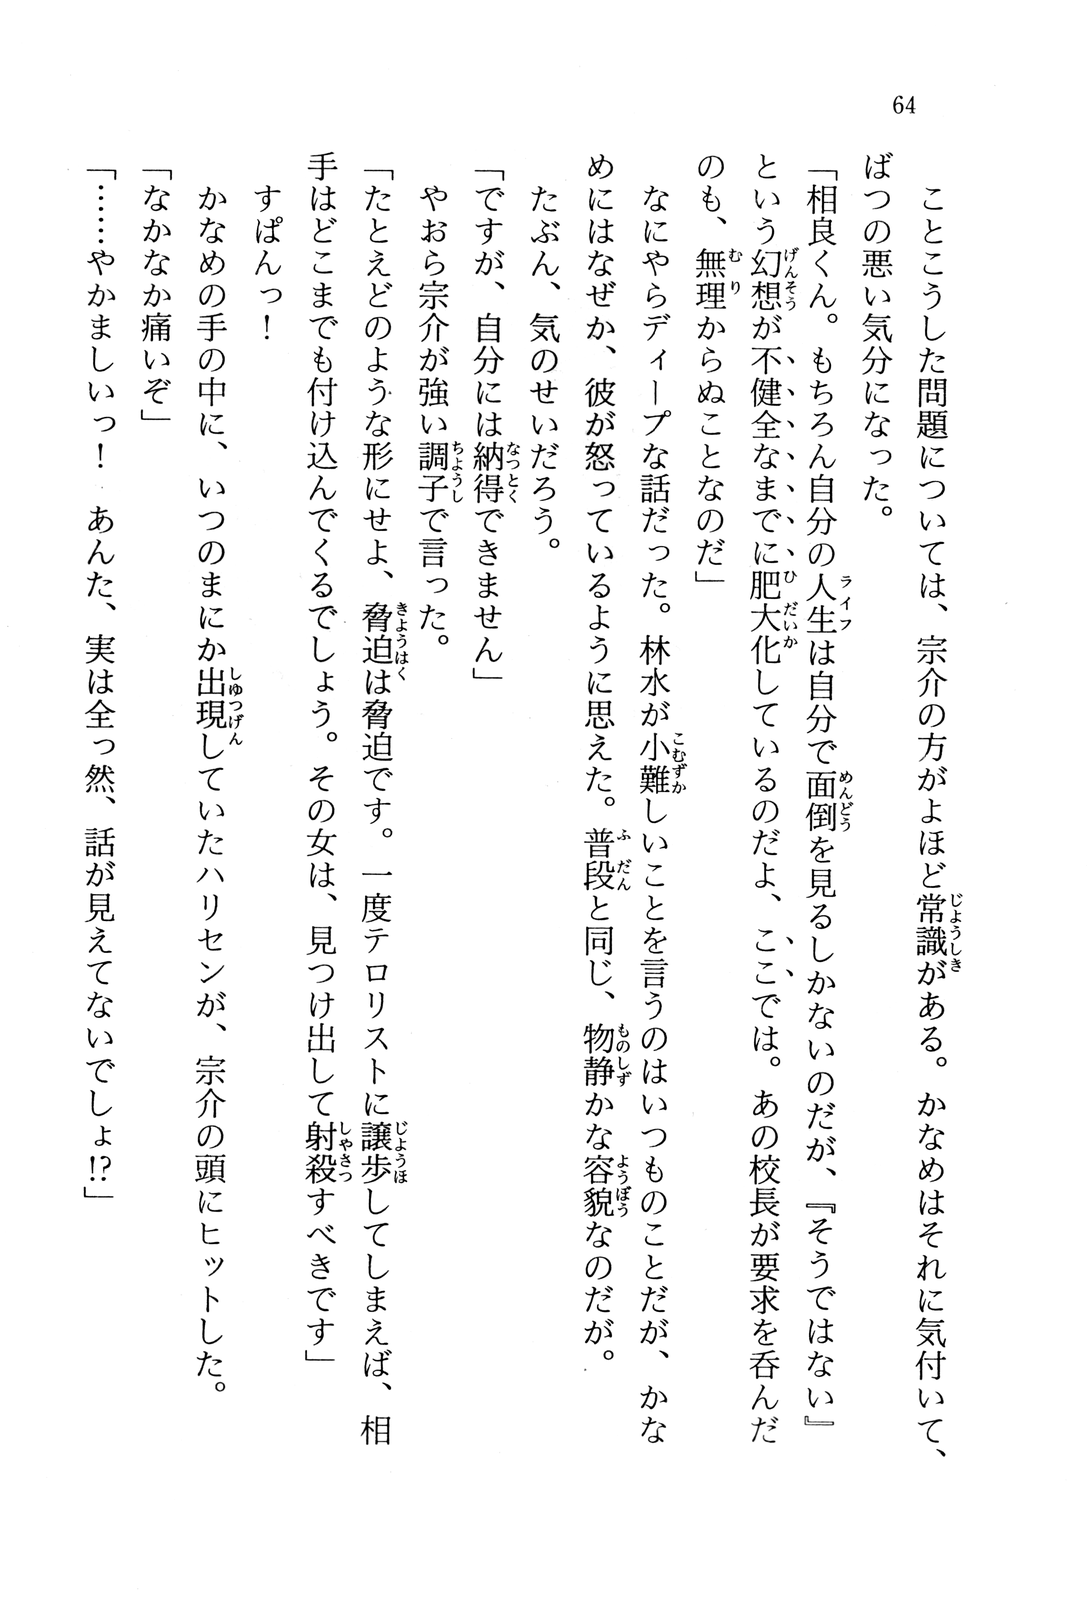 64
ことこうした問題については、宗介の方がよほど常識がある。かなめはそれに気付いて、
ばつの悪い気分になった。
「相良くん。もちろん自分の人生は自分で面倒を見るしかないのだが、『そうではない』
という幻想が不健全なまでに肥大化しているのだよ、ここでは。あの校長が要求を呑んだ
のも、無理からぬことなのだ」
なにやらディープな話だった。林水が小難しいことを言うのはいつものことだが、かな
めにはなぜか、彼が怒っているように思えた。普段と同じ、物静かな容貌なのだが。
たぶん、気のせいだろう。
「ですが、自分には納得できません」
やおら宗介が強い調子で言った。
「たとえどのような形にせよ、脅迫は脅迫です。一度テロリストに譲歩してしまえば、相
手はどこまでも付け込んでくるでしょう。その女は、見つけ出して射殺すべきです」
すぱんっ！
かなめの手の中に、いつのまにか出現していたハリセンが、宗介の頭にヒットした。
「なかなか痛いぞ」
「……やかましいっ！　あんた、実は全っ然、話が見えてないでしょ!?」